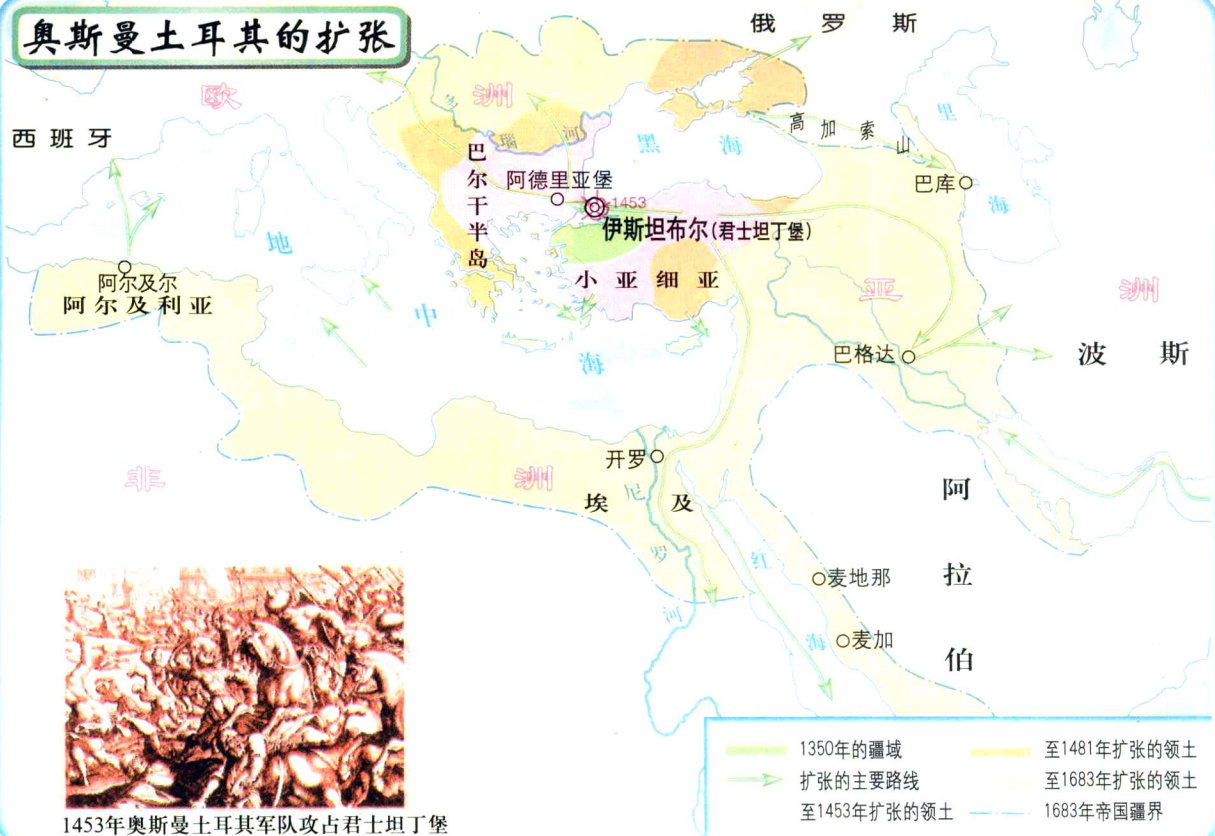 奥斯曼土耳其的扩张
俄罗斯
欧洲
西班牙
多瑙河
黑海
高加索山
里海
巴尔干半岛
阿德里亚堡
1453
伊斯坦布尔(君士坦丁堡)
巴库
地中海
小亚细亚
亚洲
阿尔及尔
阿尔及利亚
巴格达
波斯
非洲
开罗
埃及
尼罗河
红海
阿拉伯
麦地那
麦加
1350年的疆域
扩张的主要路线
至1453年扩张的领土
至1481年扩张的领土
至1683年扩张的领土
1683年帝国疆界
1453年奥斯曼土耳其军队攻占君士坦丁堡